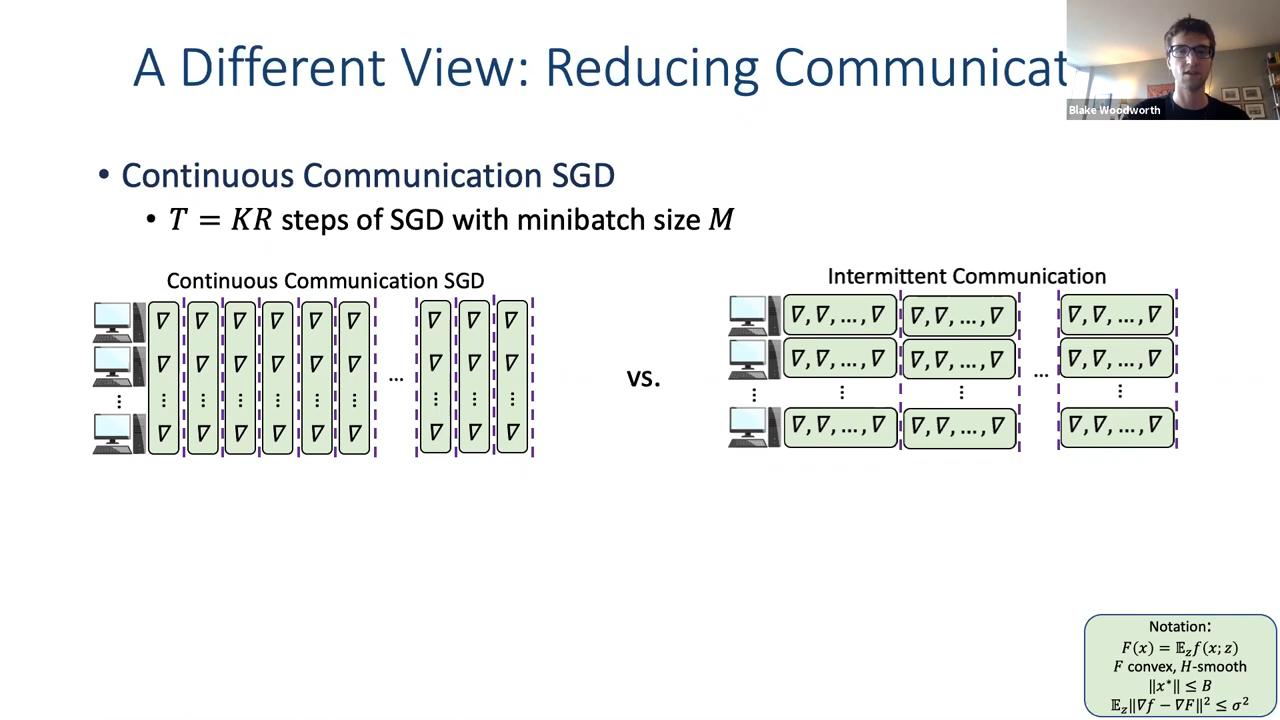 A Different View: Reducing Communicat
Blake Woodworth
• Continuous Communication SGD
• T = KR steps of SGD with minibatch size M
Continuous Communication SGD
∇ ∇ ∇ ∇ ∇ ∇ ∇ ∇ ∇
∇ ∇ ∇ ∇ ∇ ∇ ... ∇ ∇ ∇
⋮ ⋮ ⋮ ⋮ ⋮ ⋮ ⋮ ⋮ ⋮ ⋮
∇ ∇ ∇ ∇ ∇ ∇ ∇ ∇ ∇
vs.
Intermittent Communication
∇, ∇, ..., ∇ ∇, ∇, ..., ∇ ∇, ∇, ..., ∇
∇, ∇, ..., ∇ ∇, ∇, ..., ∇ ... ∇, ∇, ..., ∇
⋮ ⋮ ⋮ ⋮
∇, ∇, ..., ∇ ∇, ∇, ..., ∇ ∇, ∇, ..., ∇
Notation:
F(x) = 𝔼_z f(x; z)
F convex, H-smooth
‖x*‖ ≤ B
𝔼_z‖∇f − ∇F‖² ≤ σ²